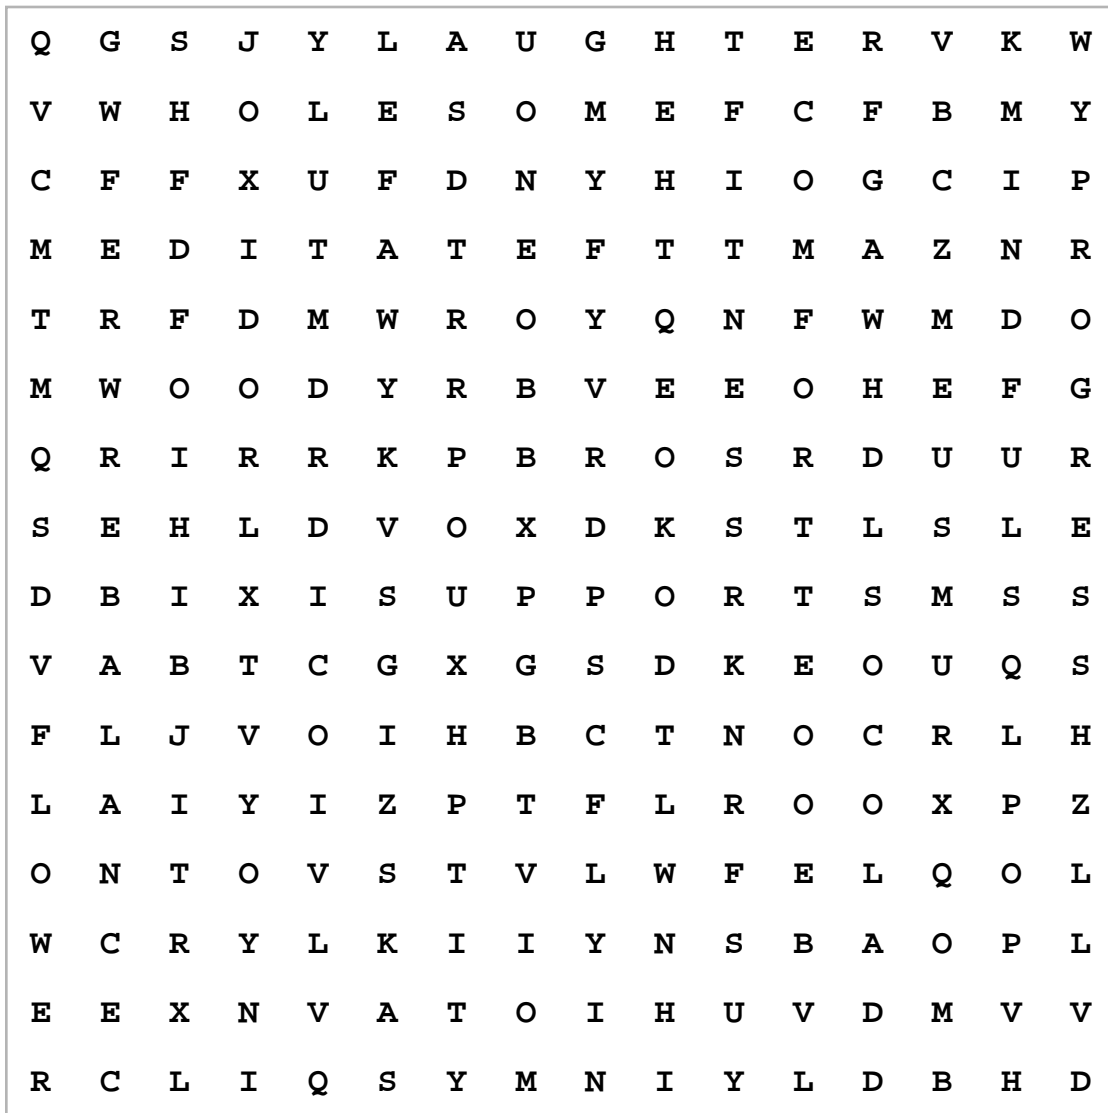 Q G S J Y L A U G H T E R V K W
V W H O L E S O M E F C F B M Y
C F F X U F D N Y H I O G C I P
M E D I T A T E F T T M A Z N R
T R F D M W R O Y Q N F W M D O
M W O O D Y R B V E E O H E F G
Q R I R R K P B R O S R D U U R
S E H L D V O X D K S T L S L E
D B I X I S U P P O R T S M S S
V A B T C G X G S D K E O U Q S
F L J V O I H B C T N O C R L H
L A I Y I Z P T F L R O O X P Z
O N T O V S T V L W F E L Q O L
W C R Y L K I I Y N S B A O P L
E E X N V A T O I H U V D M V V
R C L I Q S Y M N I Y L D B H D